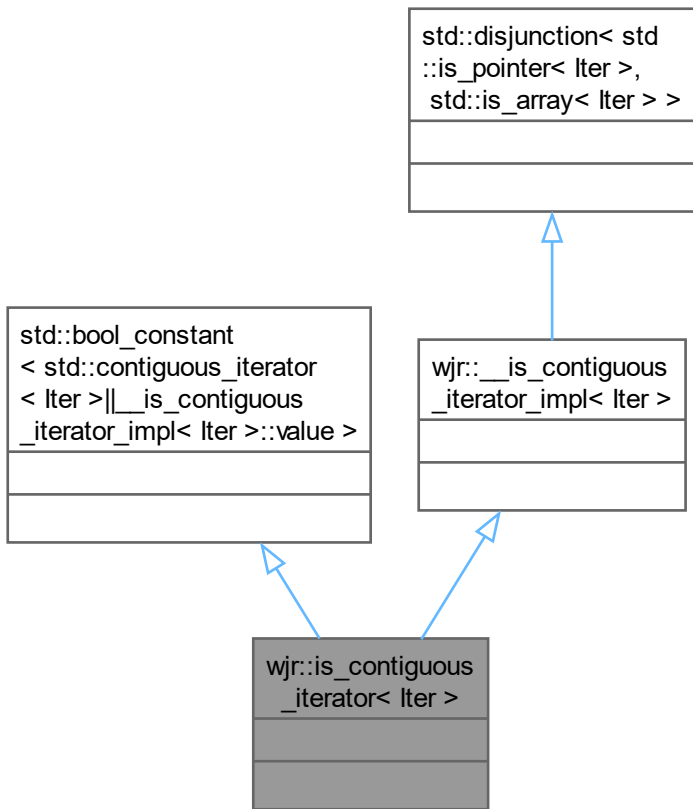 std::disjunction< std
::is_pointer< Iter >,
std::is_array< Iter > >
std::bool_constant
< std::contiguous_iterator
< Iter >||__is_contiguous
_iterator_impl< Iter >::value >
wjr::__is_contiguous
_iterator_impl< Iter >
wjr::is_contiguous
_iterator< Iter >